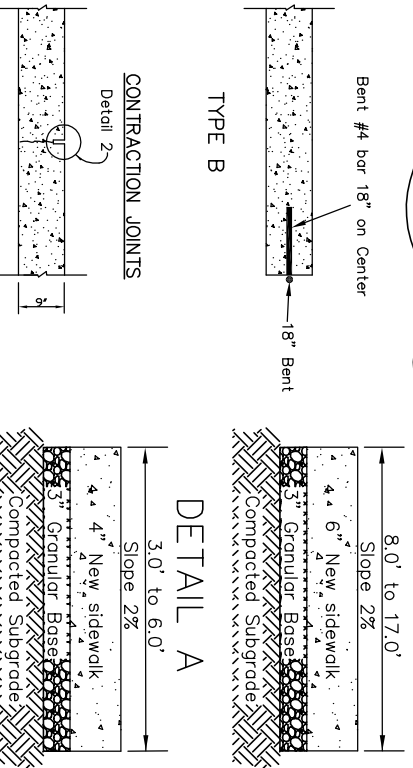 Bent #4 bar 18" on Center
18" Bent
TYPE B
CONTRACTION JOINTS
Detail 2
9"
8.0' to 17.0'
Slope 2%
6" New sidewalk
3" Granular Base
Compacted Subgrade
DETAIL A
3.0' to 6.0'
Slope 2%
4" New sidewalk
3" Granular Base
Compacted Subgrade